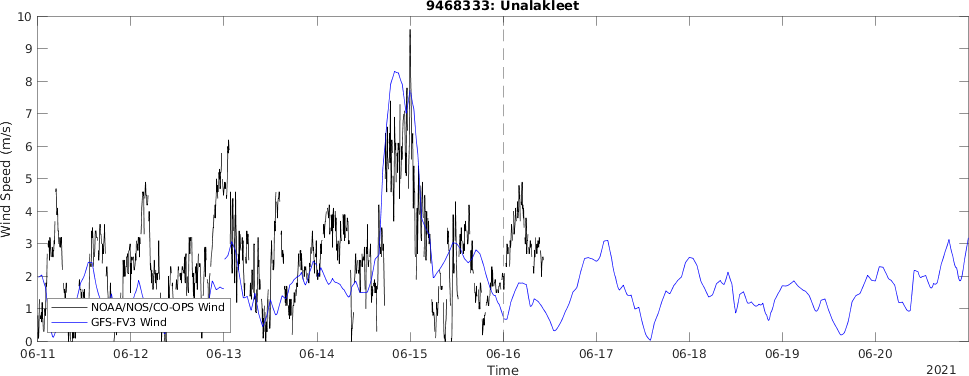 9468333: Unalakleet
10
9
8
7
6
5
4
3
2
1
0
Wind Speed (m/s)
NOAA/NOS/CO-OPS Wind
GFS-FV3 Wind
06-11 06-12 06-13 06-14 06-15 06-16 06-17 06-18 06-19 06-20
Time
2021